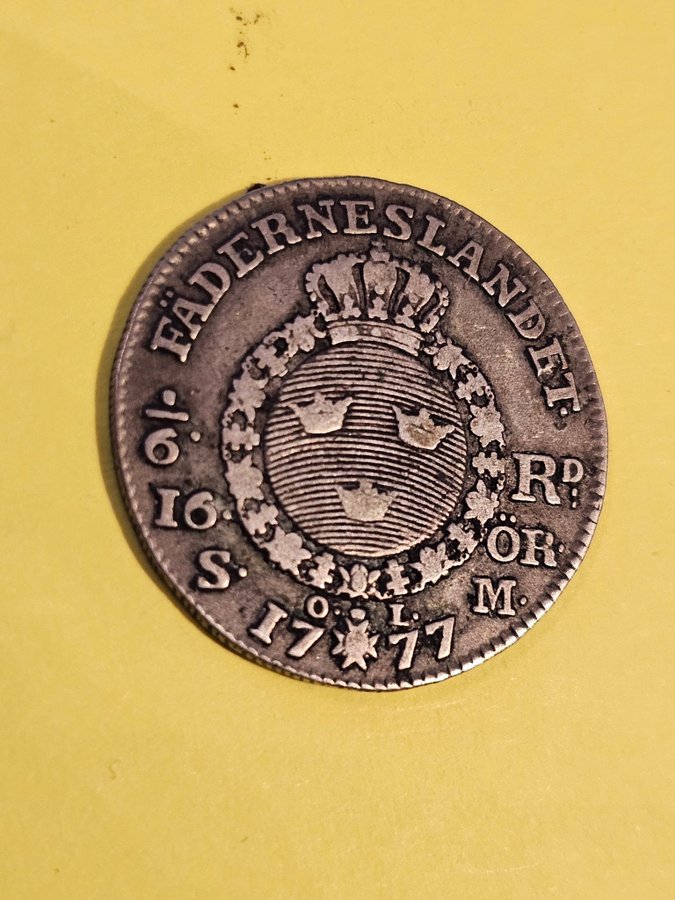 FÄDERNESLANDET.
1/6. RD:
16. ÖR.
S. M.
O. L.
17 77